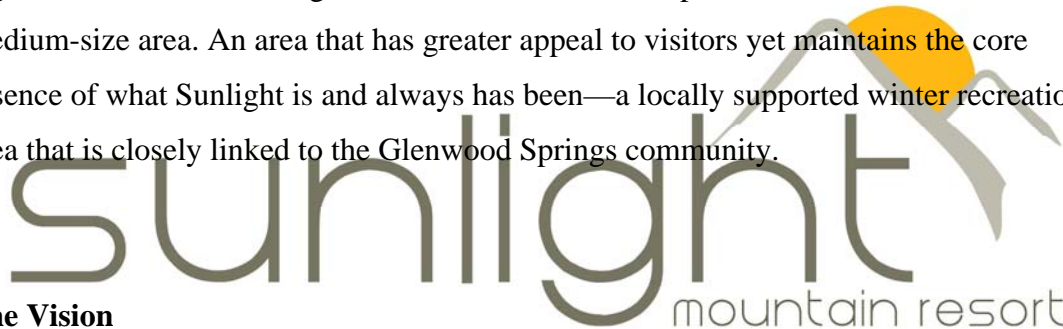 edium-size area. An area that has greater appeal to visitors yet maintains the core
sence of what Sunlight is and always has been—a locally supported winter recreatio
ea that is closely linked to the Glenwood Springs community.
sunlight
mountain resort
ne Vision